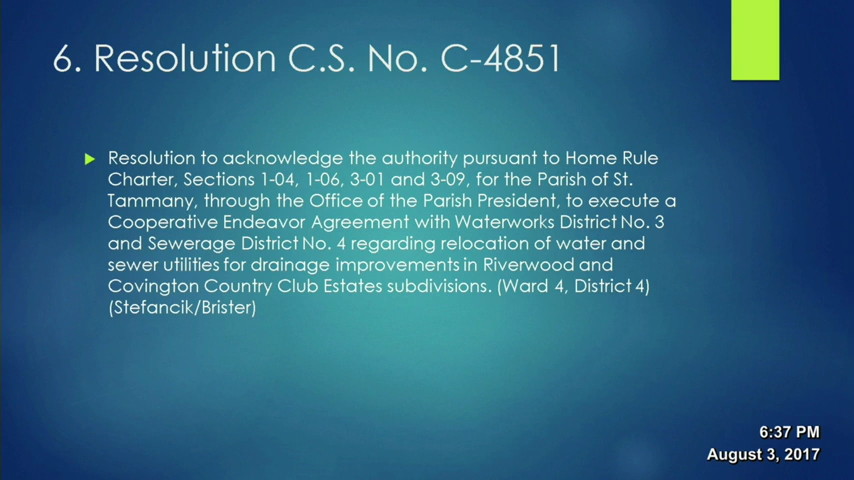 6. Resolution C.S. No. C-4851
Resolution to acknowledge the authority pursuant to Home Rule
Charter, Sections 1-04, 1-06, 3-01 and 3-09, for the Parish of St.
Tammany, through the Office of the Parish President, to execute a
Cooperative Endeavor Agreement with Waterworks District No. 3
and Sewerage District No. 4 regarding relocation of water and
sewer utilities for drainage improvements in Riverwood and
Covington Country Club Estates subdivisions. (Ward 4, District 4)
(Stefancik/Brister)
6:37 PM
August 3, 2017